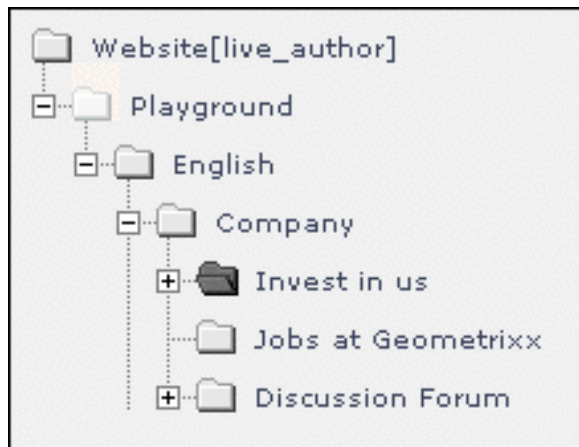 Website[live_author]
Playground
English
Company
Invest in us
Jobs at Geometrixx
Discussion Forum